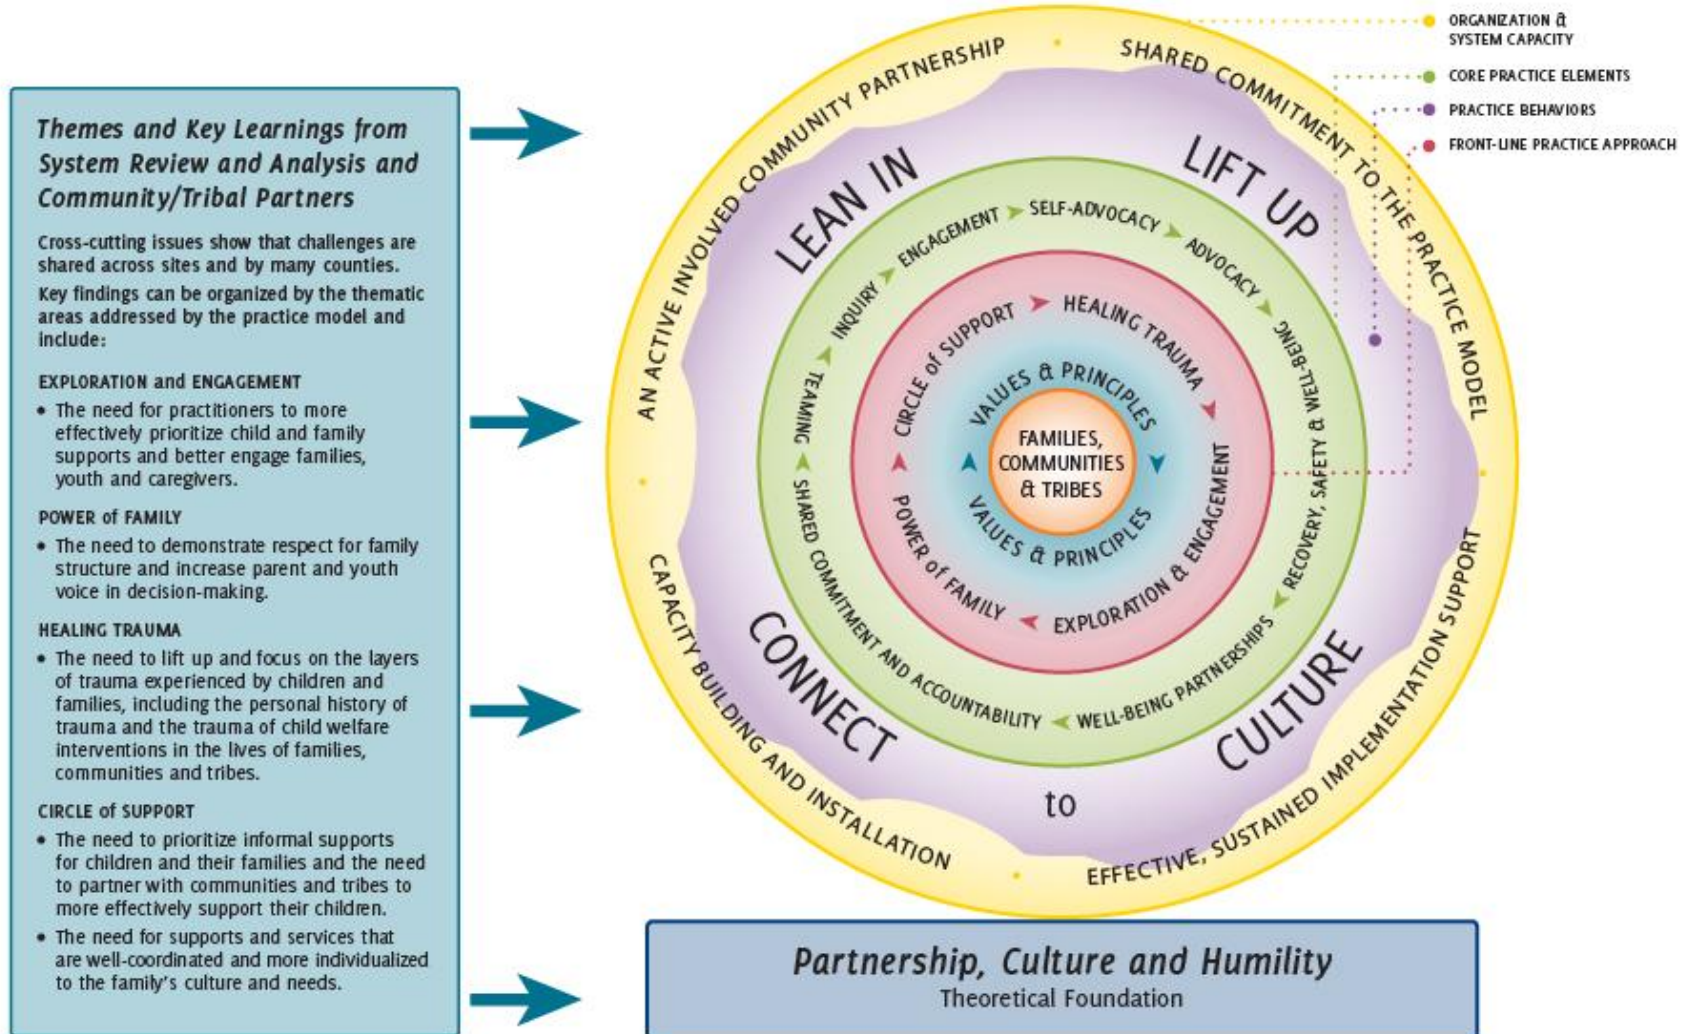 Themes and Key Learnings from
System Review and Analysis and
Community/Tribal Partners
Cross-cutting issues show that challenges are
shared across sites and by many counties.
Key findings can be organized by the thematic
areas addressed by the practice model and
include:
EXPLORATION and ENGAGEMENT
• The need for practitioners to more
effectively prioritize child and family
supports and better engage families,
youth and caregivers.
POWER of FAMILY
• The need to demonstrate respect for family
structure and increase parent and youth
voice in decision-making.
HEALING TRAUMA
• The need to lift up and focus on the layers
of trauma experienced by children and
families, including the personal history of
trauma and the trauma of child welfare
interventions in the lives of families,
communities and tribes.
CIRCLE of SUPPORT
• The need to prioritize informal supports
for children and their families and the need
to partner with communities and tribes to
more effectively support their children.
• The need for supports and services that
are well-coordinated and more individualized
to the family's culture and needs.
AN ACTIVE INVOLVED COMMUNITY PARTNERSHIP
SHARED COMMITMENT TO THE PRACTICE MODEL
EFFECTIVE, SUSTAINED IMPLEMENTATION SUPPORT
CAPACITY BUILDING AND INSTALLATION
LEAN IN
LIFT UP
CONNECT
to
CULTURE
INQUIRY
ENGAGEMENT
SELF-ADVOCACY
ADVOCACY
RECOVERY, SAFETY & WELL-BEING
WELL-BEING PARTNERSHIPS
SHARED COMMITMENT AND ACCOUNTABILITY
TEAMING
CIRCLE of SUPPORT
HEALING TRAUMA
EXPLORATION & ENGAGEMENT
POWER of FAMILY
VALUES & PRINCIPLES
FAMILIES,
COMMUNITIES
& TRIBES
VALUES & PRINCIPLES
ORGANIZATION &
SYSTEM CAPACITY
CORE PRACTICE ELEMENTS
PRACTICE BEHAVIORS
FRONT-LINE PRACTICE APPROACH
Partnership, Culture and Humility
Theoretical Foundation